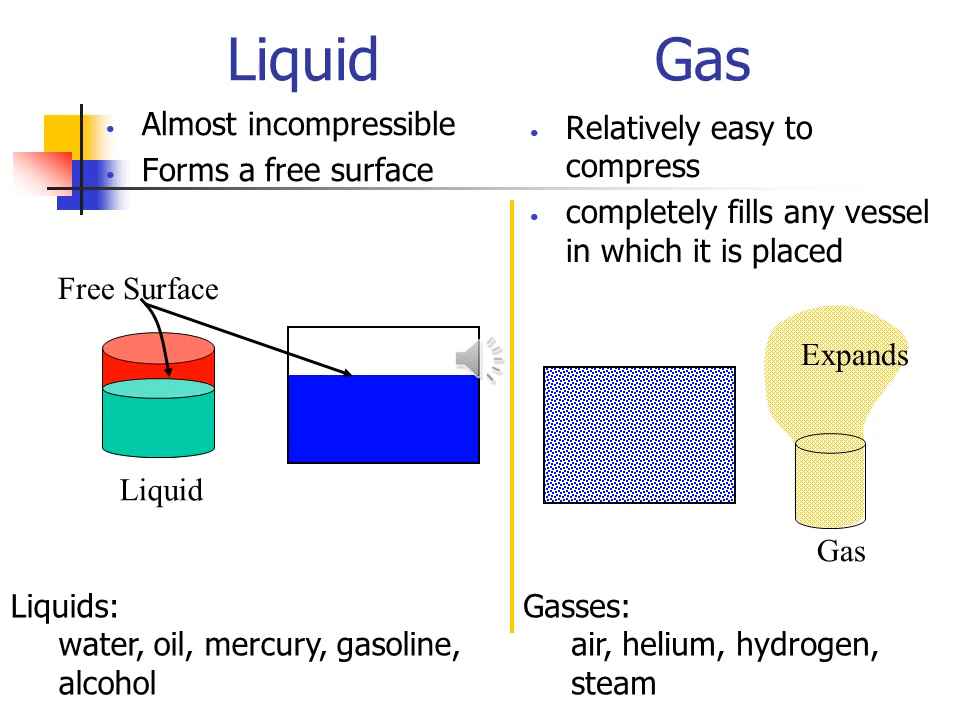 Liquid
Gas
• Almost incompressible
• Forms a free surface
• Relatively easy to
compress
• completely fills any vessel
in which it is placed
Free Surface
Liquid
Expands
Gas
Liquids:
water, oil, mercury, gasoline,
alcohol
Gasses:
air, helium, hydrogen,
steam